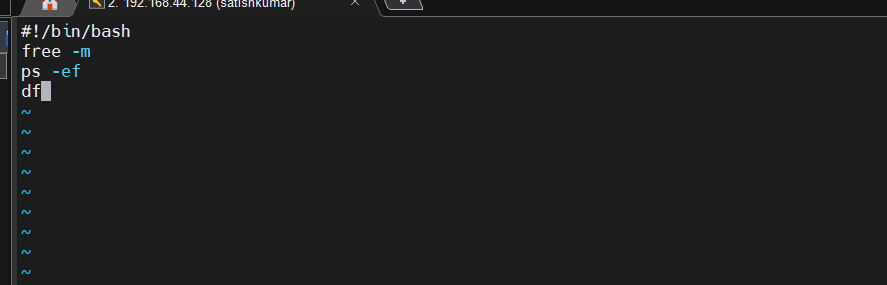 2. 192.168.44.128 (satishkumar)
#!/bin/bash
free -m
ps -ef
df
~
~
~
~
~
~
~
~
~